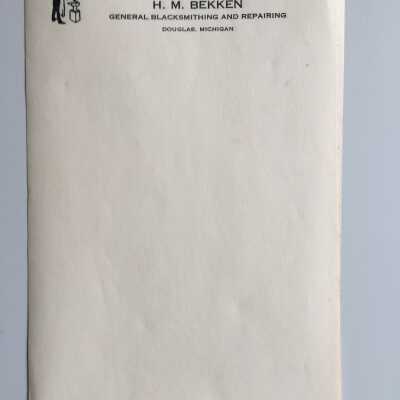 H. M. BEKKEN
GENERAL BLACKSMITHING AND REPAIRING
DOUGLAS, MICHIGAN